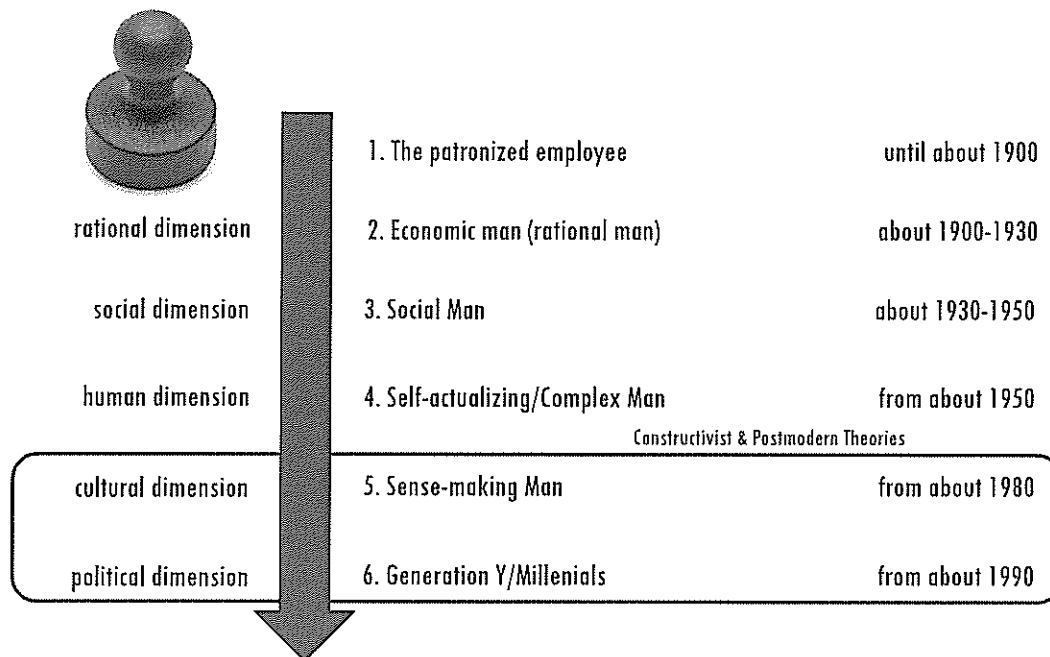 1. The patronized employee until about 1900
rational dimension 2. Economic man (rational man) about 1900-1930
social dimension 3. Social Man about 1930-1950
human dimension 4. Self-actualizing/Complex Man from about 1950
Constructivist & Postmodern Theories
cultural dimension 5. Sense-making Man from about 1980
political dimension 6. Generation Y/Millenials from about 1990